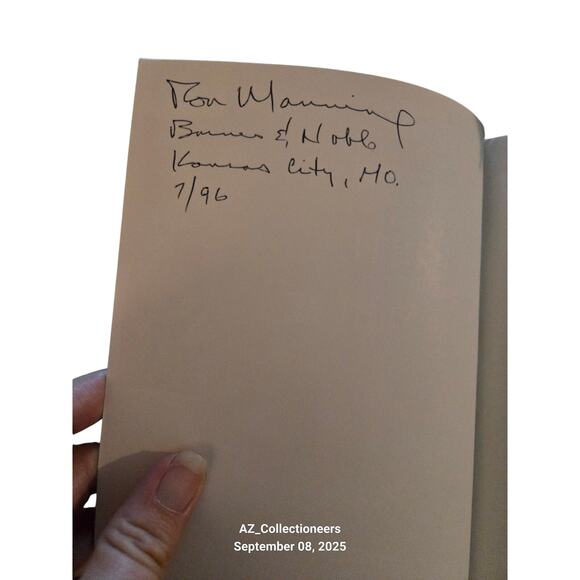 Ron Manning
Barnes & Noble
Kansas City, MO.
7/96
AZ_Collectioneers
September 08, 2025